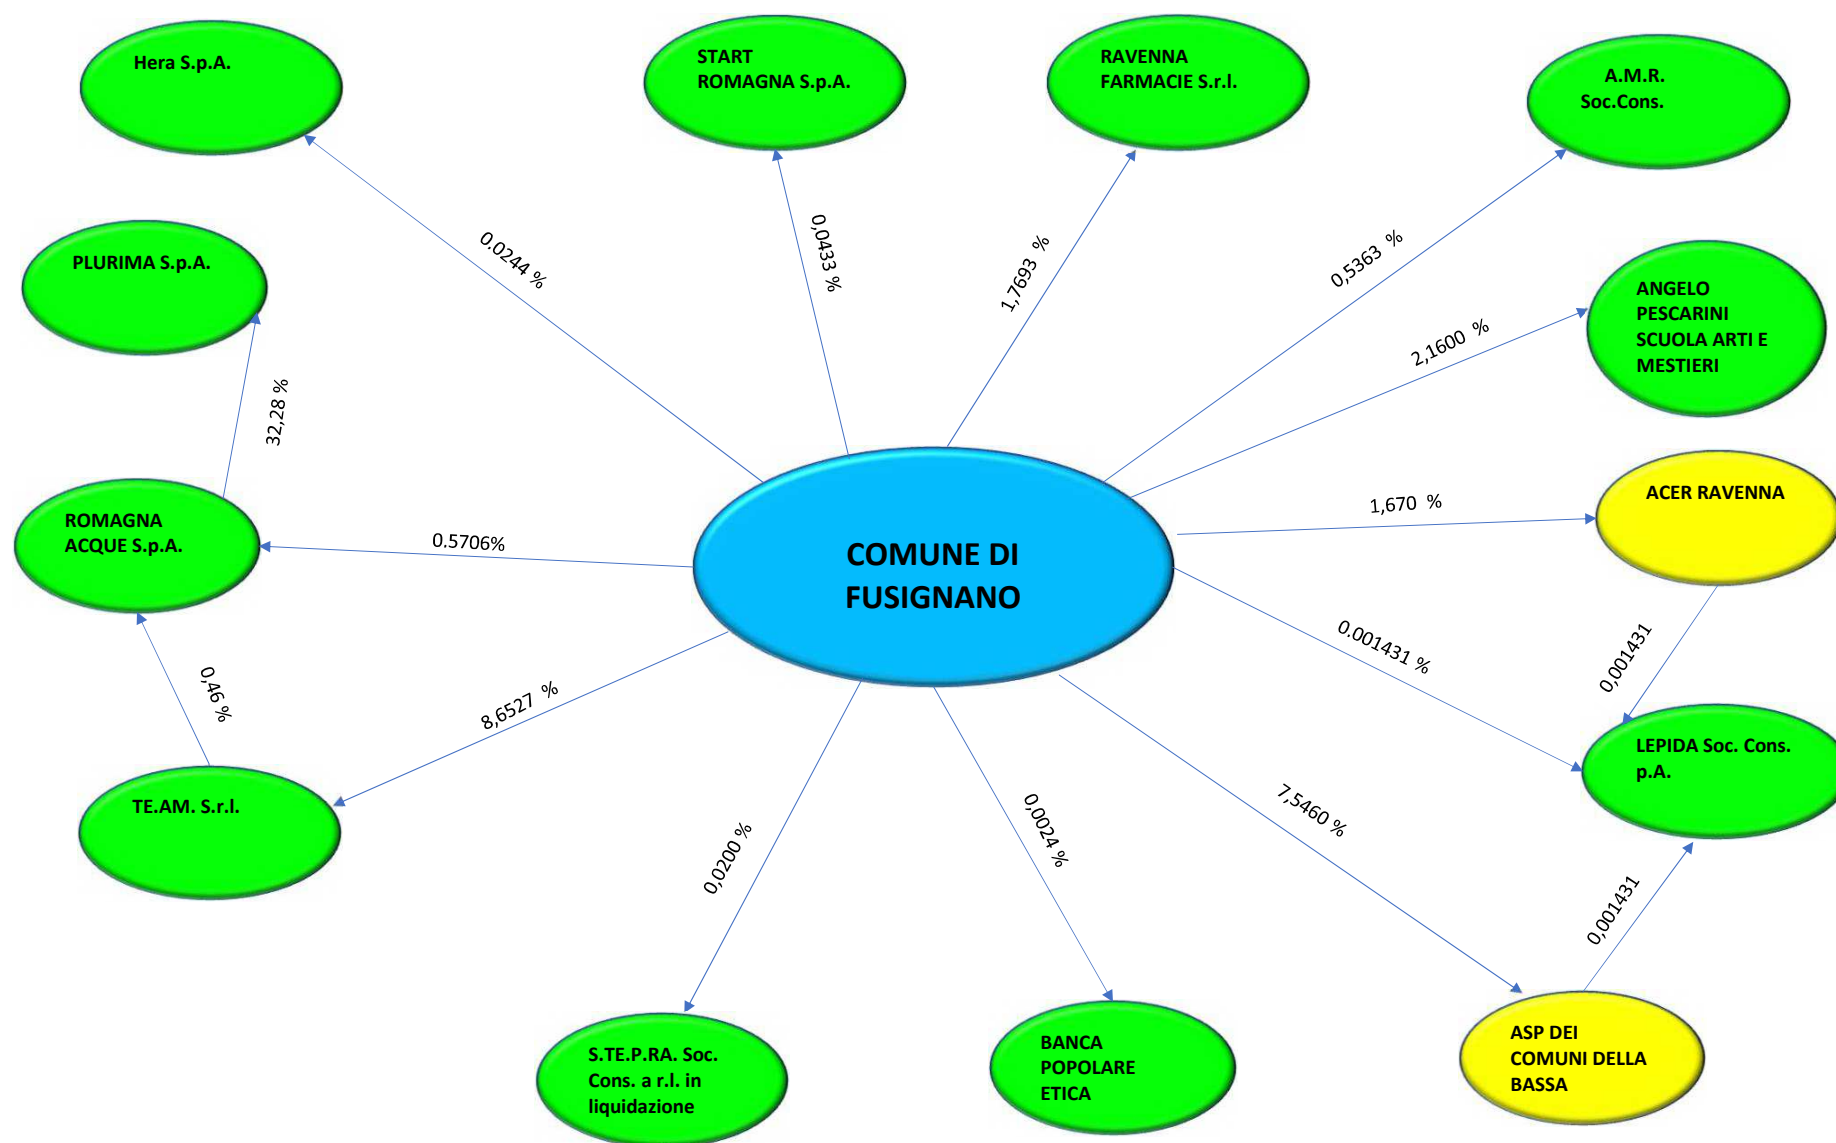 Hera S.p.A.
START
ROMAGNA S.p.A.
RAVENNA
FARMACIE S.r.l.
A.M.R.
Soc.Cons.
PLURIMA S.p.A.
0.0244 %
0,0433 %
1,7693 %
0,5363 %
2,1600 %
ANGELO
PESCARINI
SCUOLA ARTI E
MESTIERI
32,28 %
ROMAGNA
ACQUE S.p.A.
0.5706%
COMUNE DI
FUSIGNANO
1,670 %
ACER RAVENNA
0.001431 %
0,001431
0,46 %
8,6527 %
TE.AM. S.r.l.
LEPIDA Soc. Cons.
p.A.
0,0200 %
0,0024 %
7,5460 %
0,001431
S.TE.P.RA. Soc.
Cons. a r.l. in
liquidazione
BANCA
POPOLARE
ETICA
ASP DEI
COMUNI DELLA
BASSA